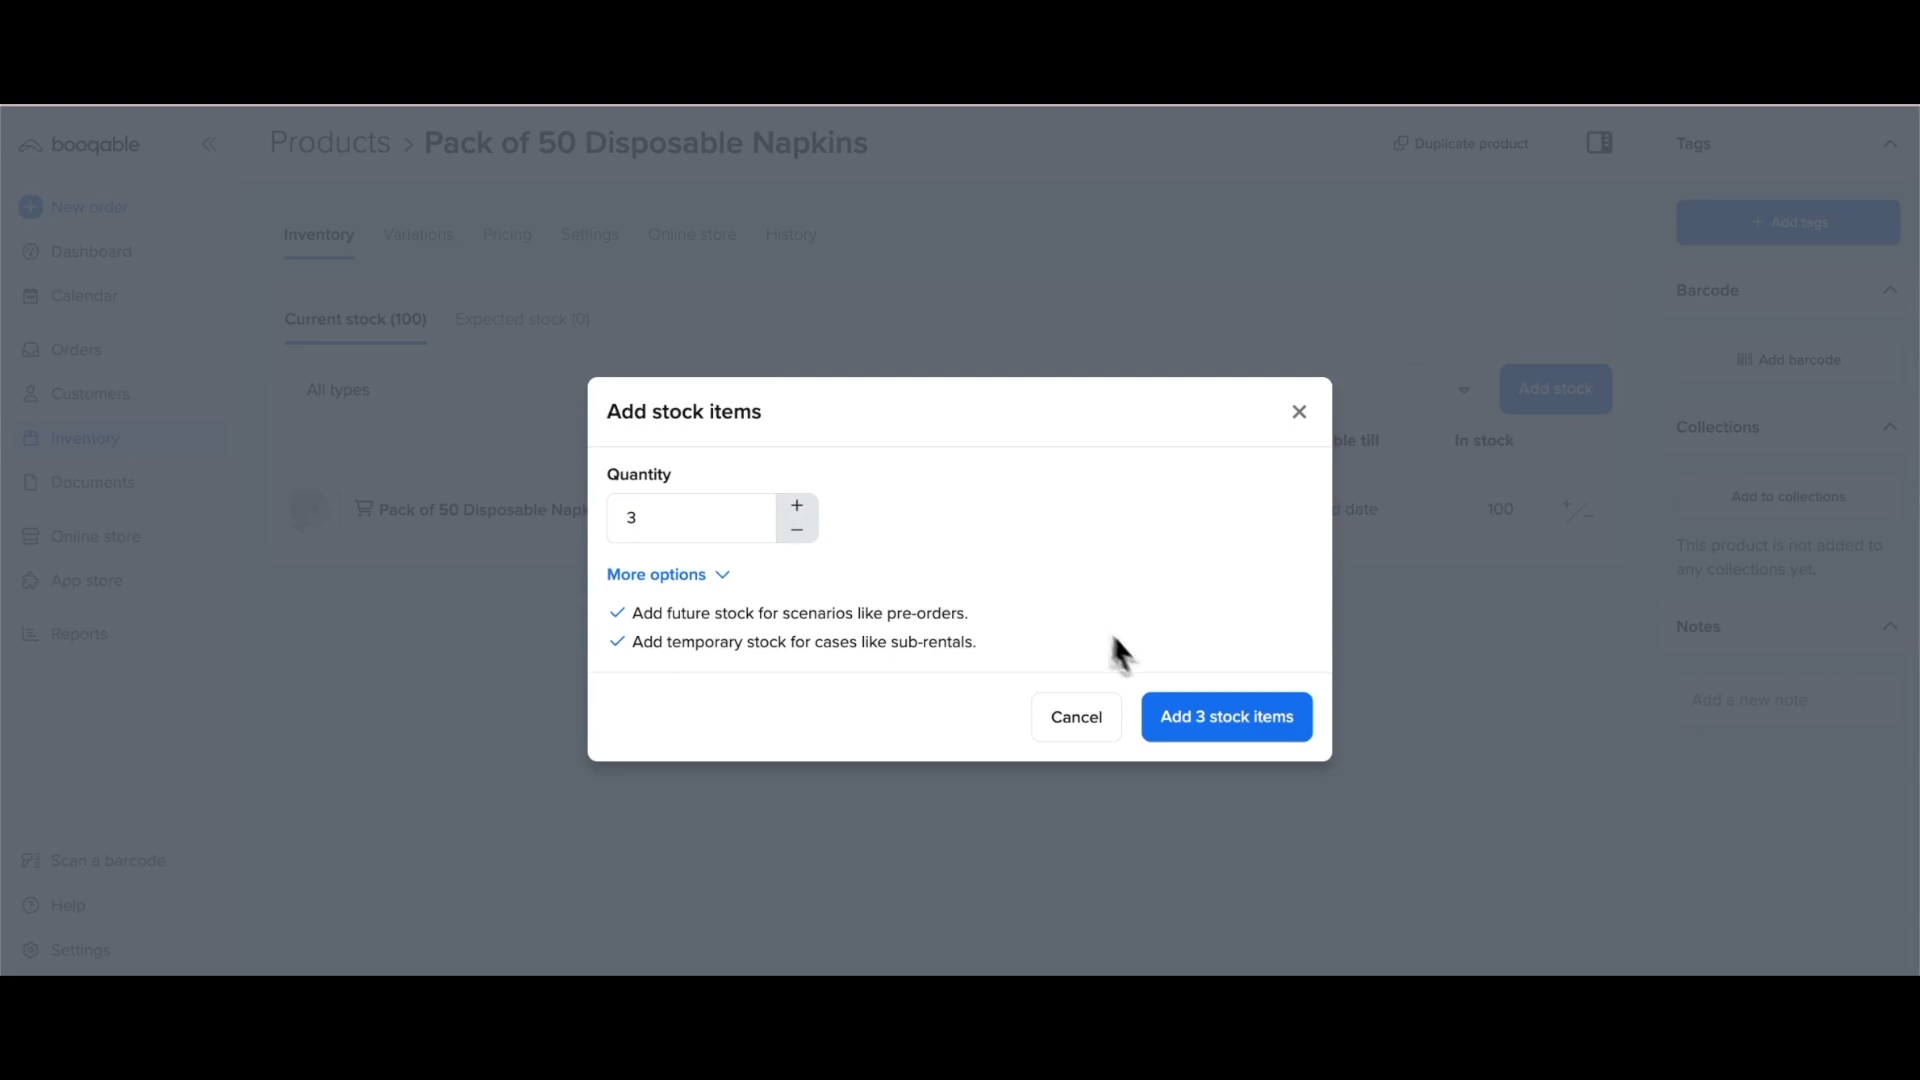 booqable
Products > Pack of 50 Disposable Napkins
Duplicate product
Tags
New order
Dashboard
Calendar
Orders
Customers
Inventory
Documents
Online store
App store
Reports
Scan a barcode
Help
Settings
Inventory
Variations
Pricing
Settings
Online store
History
Current stock (100)
Expected stock (0)
All types
Add stock
In stock
Pack of 50 Disposable
date
100
Add stock items
Quantity
3
More options
Add future stock for scenarios like pre-orders.
Add temporary stock for cases like sub-rentals.
Cancel
Add 3 stock items
+ Add tags
Barcode
Add barcode
Collections
Add to collections
This product is not added to
any collections yet.
Notes
Add a new note